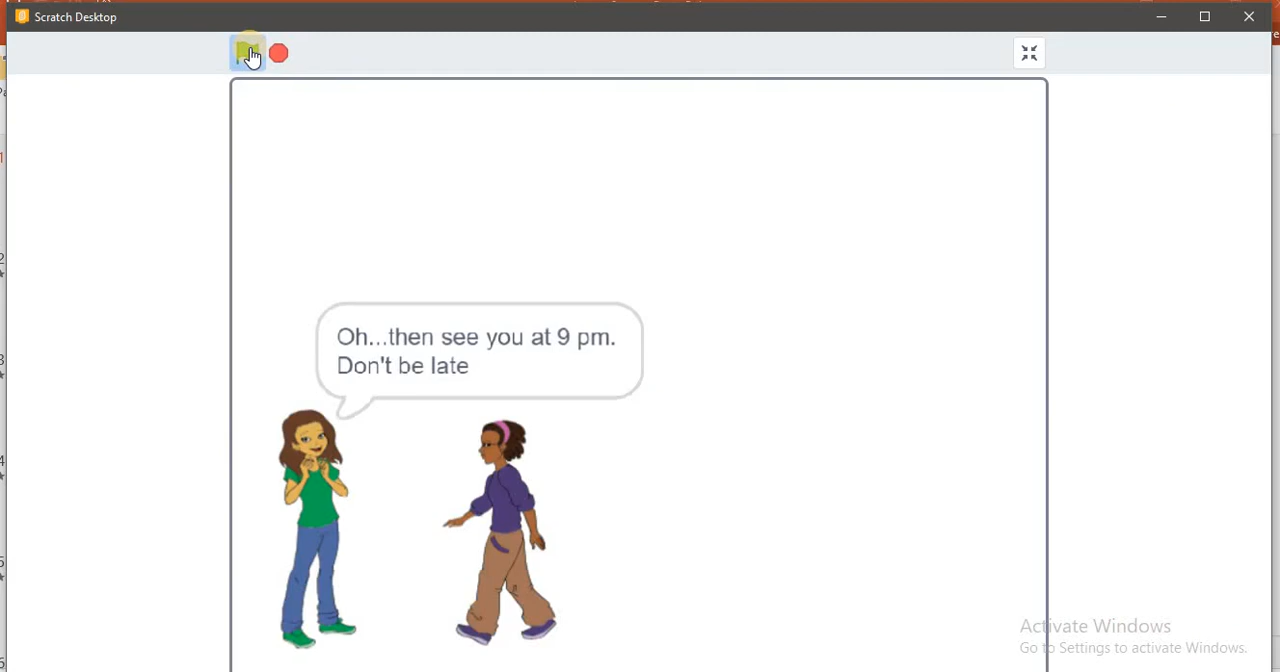 Scratch Desktop
Oh...then see you at 9 pm.
Don't be late
Activate Windows
Go to Settings to activate Windows.